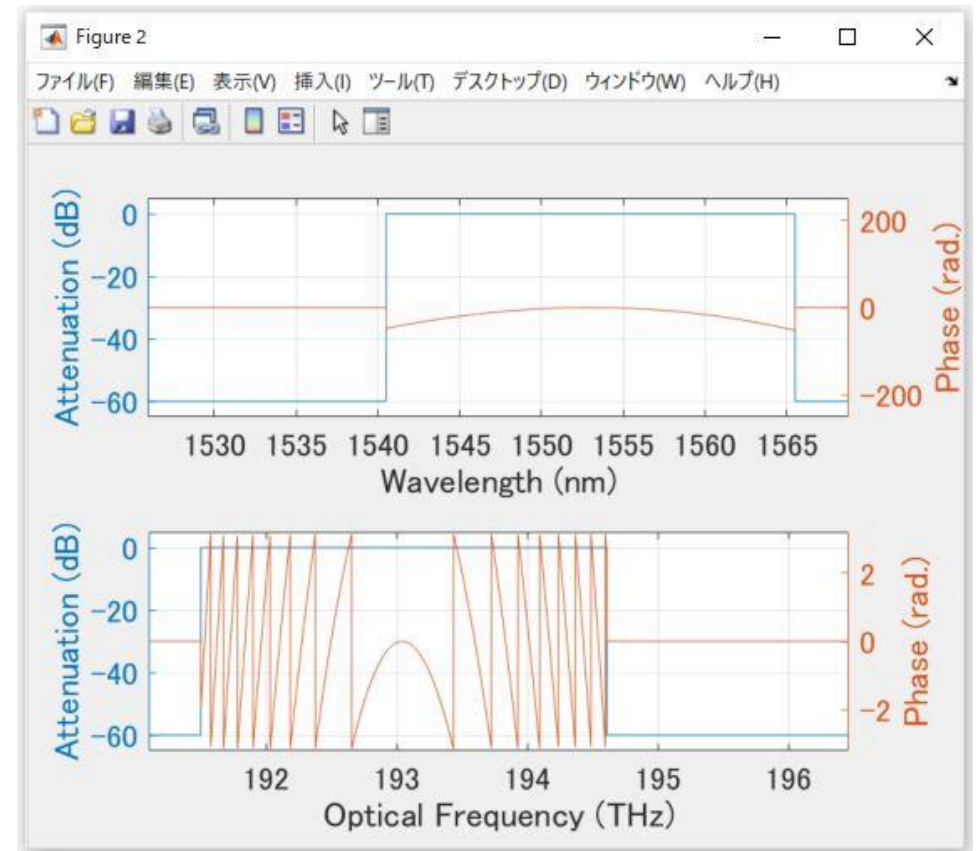 Figure 2
ファイル(F) 編集(E) 表示(V) 挿入(I) ツール(T) デスクトップ(D) ウィンドウ(W) ヘルプ(H)
Attenuation (dB)
0
−20
−40
−60
200
0
−200
Phase (rad.)
1530 1535 1540 1545 1550 1555 1560 1565
Wavelength (nm)
Attenuation (dB)
0
−20
−40
−60
2
0
−2
Phase (rad.)
192 193 194 195 196
Optical Frequency (THz)